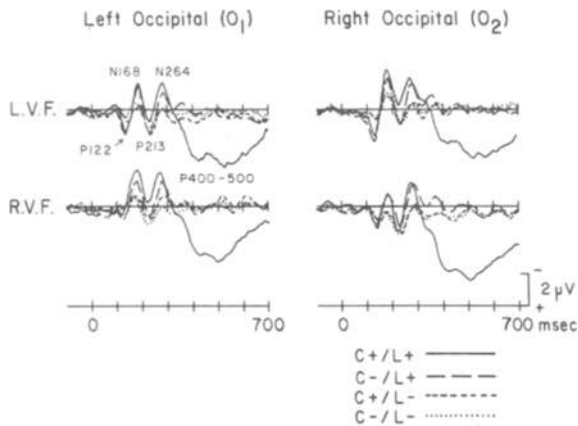 Left Occipital (O1)
Right Occipital (O2)
N168 N264
L.V.F.
P122 P213
P400-500
R.V.F.
−
2 μV
+
0 700
0 700 msec
C+/L+
C-/L+
C+/L-
C-/L-